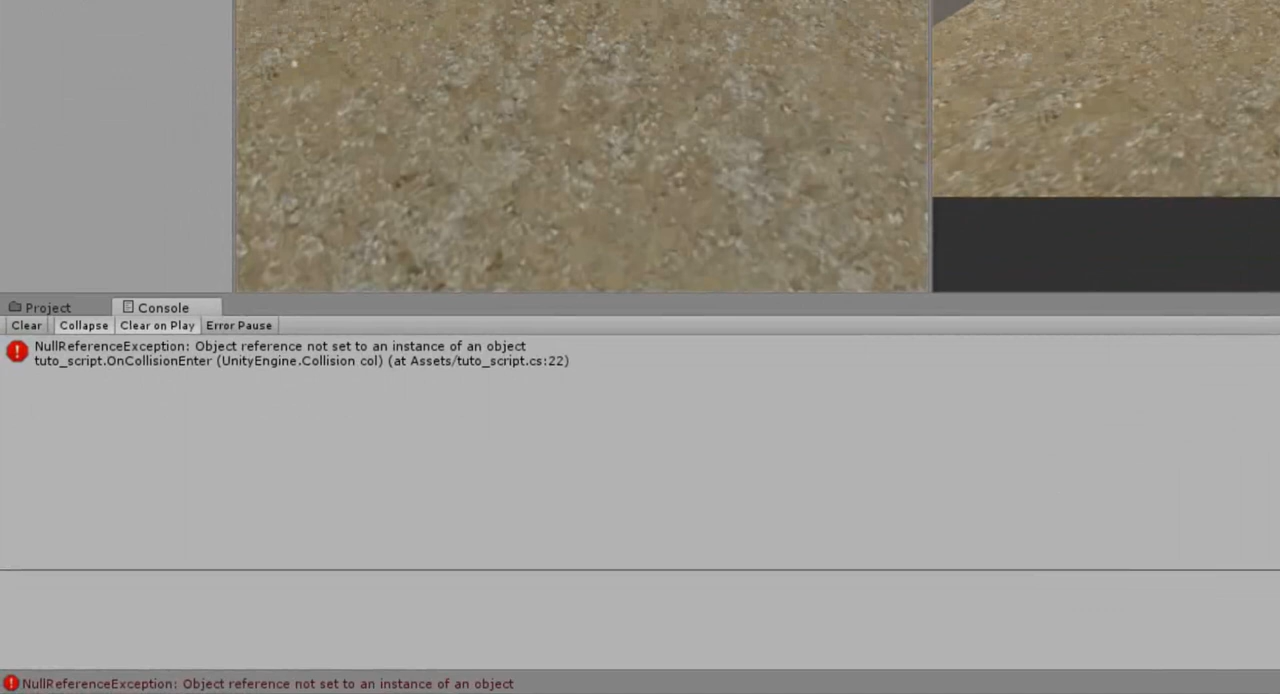 Project
Console
Clear Collapse Clear on Play Error Pause
NullReferenceException: Object reference not set to an instance of an object
tuto_script.OnCollisionEnter (UnityEngine.Collision col) (at Assets/tuto_script.cs:22)
NullReferenceException: Object reference not set to an instance of an object